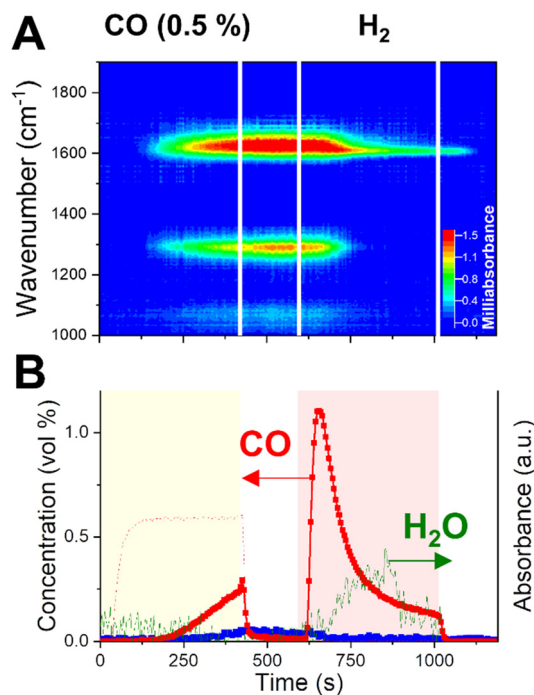 A
CO (0.5 %)
H2
Wavenumber (cm-1)
1800
1600
1400
1200
1000
1.5
1.1
0.8
0.4
0.0
Milliabsorbance
B
Concentration (vol %)
1.0
0.5
0.0
CO
H2O
Absorbance (a.u.)
0
250
500
750
1000
Time (s)